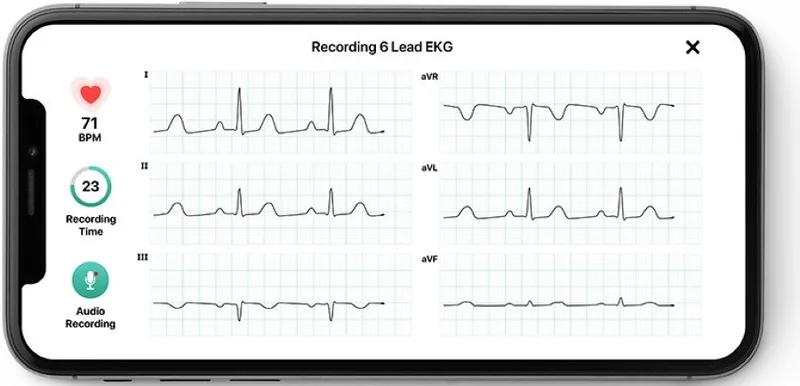 Recording 6 Lead EKG
71
BPM
23
Recording
Time
Audio
Recording
I
aVR
II
aVL
III
aVF